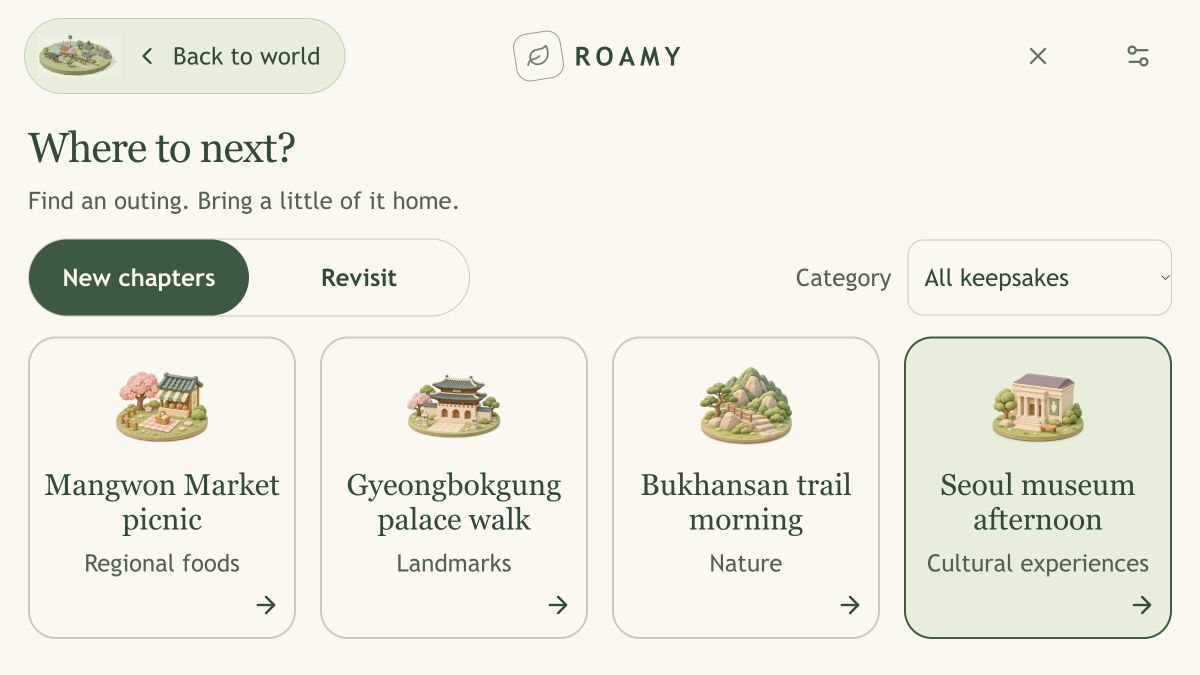 Back to world
ROAMY
Where to next?
Find an outing. Bring a little of it home.
New chapters
Revisit
Category
All keepsakes
Mangwon Market
picnic
Regional foods
Gyeongbokgung
palace walk
Landmarks
Bukhansan trail
morning
Nature
Seoul museum
afternoon
Cultural experiences